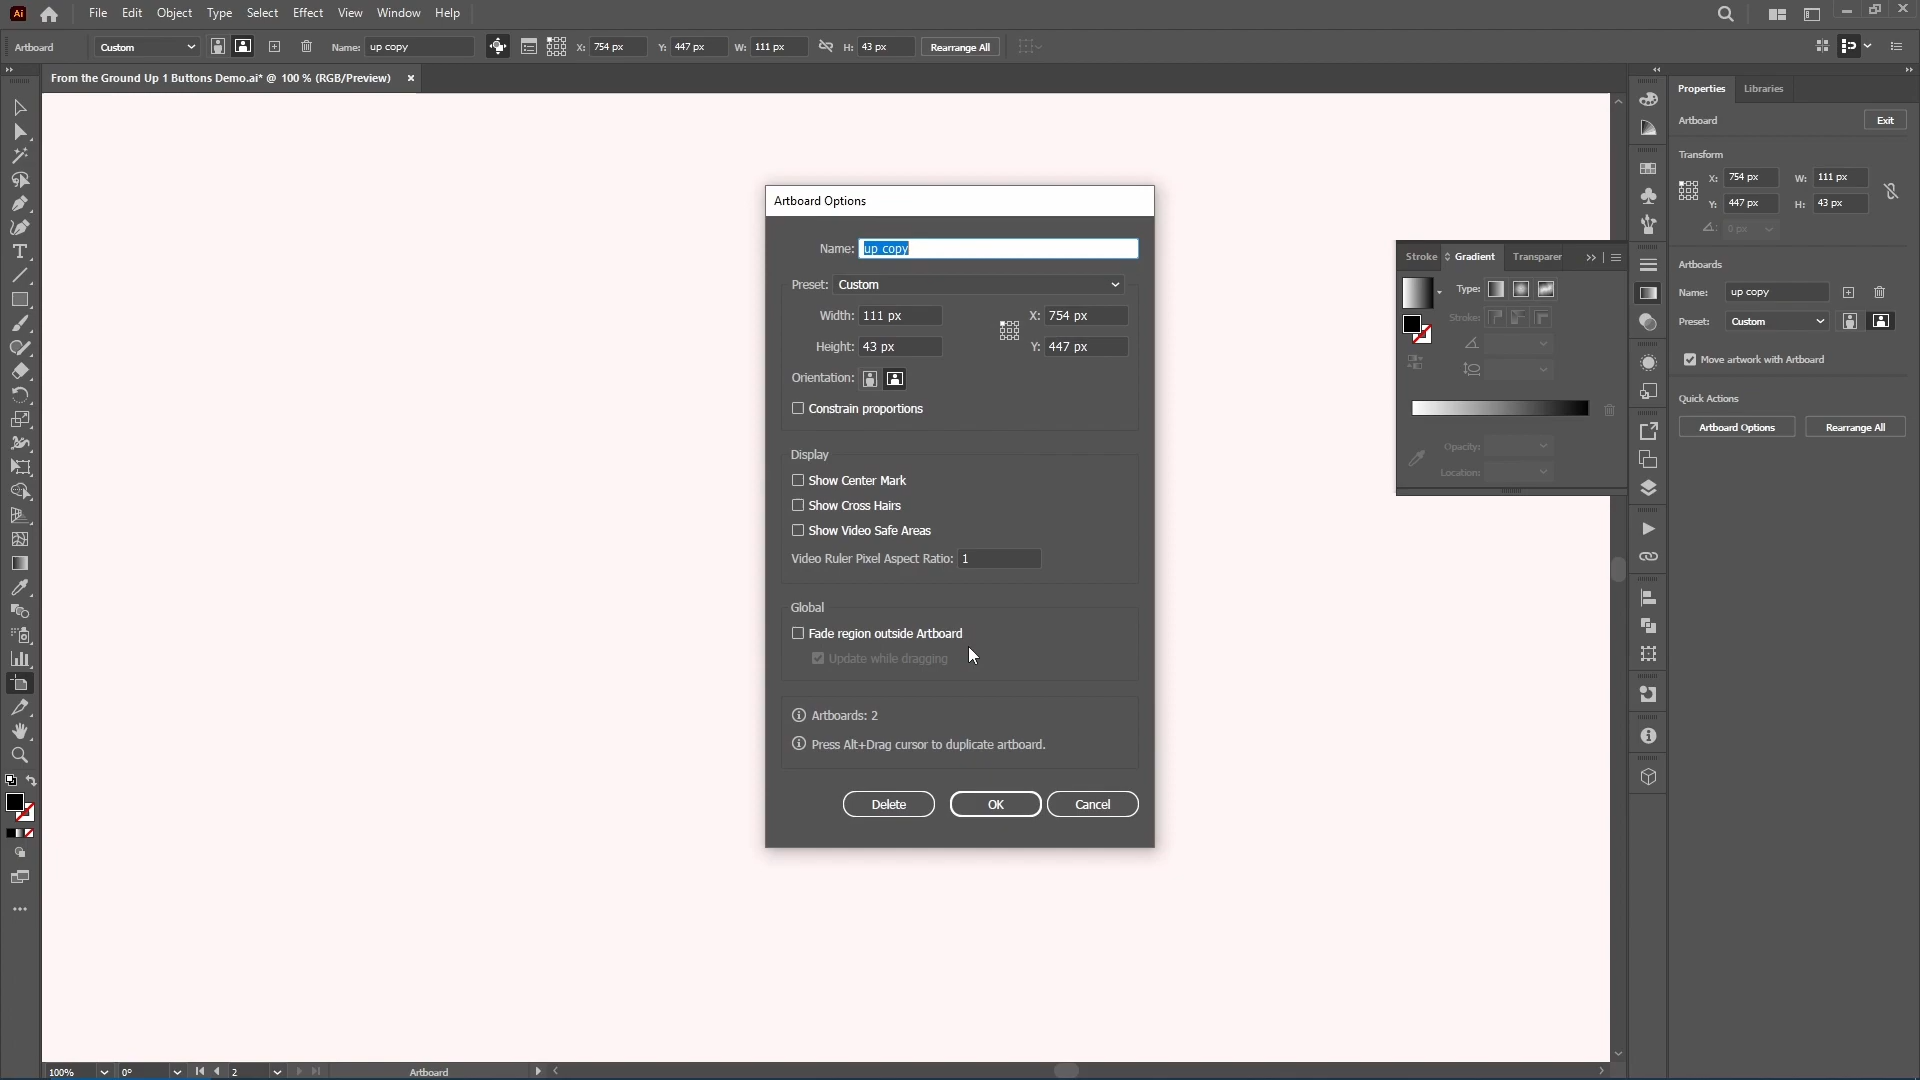 Ai File Edit Object Type Select Effect View Window Help
Artboard Custom Name: up copy X: 754 px Y: 447 px W: 111 px H: 43 px Rearrange All
From the Ground Up 1 Buttons Demo.ai* @ 100 % (RGB/Preview) ×
Properties Libraries
Artboard Exit
Transform
X: 754 px W: 111 px
Y: 447 px H: 43 px
0 px
Artboards
Name: up copy
Preset: Custom
Move artwork with Artboard
Quick Actions
Artboard Options Rearrange All
Stroke Gradient Transparer
Type:
Stroke:
Opacity:
Location:
Artboard Options
Name: up copy
Preset: Custom
Width: 111 px X: 754 px
Height: 43 px Y: 447 px
Orientation:
Constrain proportions
Display
Show Center Mark
Show Cross Hairs
Show Video Safe Areas
Video Ruler Pixel Aspect Ratio: 1
Global
Fade region outside Artboard
Update while dragging
Artboards: 2
Press Alt+Drag cursor to duplicate artboard.
Delete OK Cancel
100% 0° 2 Artboard